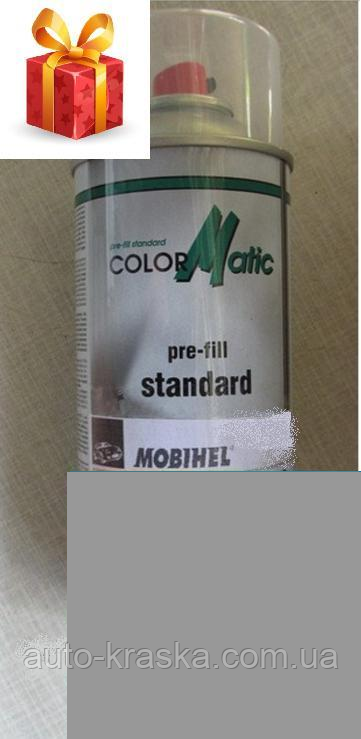 pre-fill standard
COLORMatic
pre-fill
standard
MOBIHEL
auto-kraska.com.ua